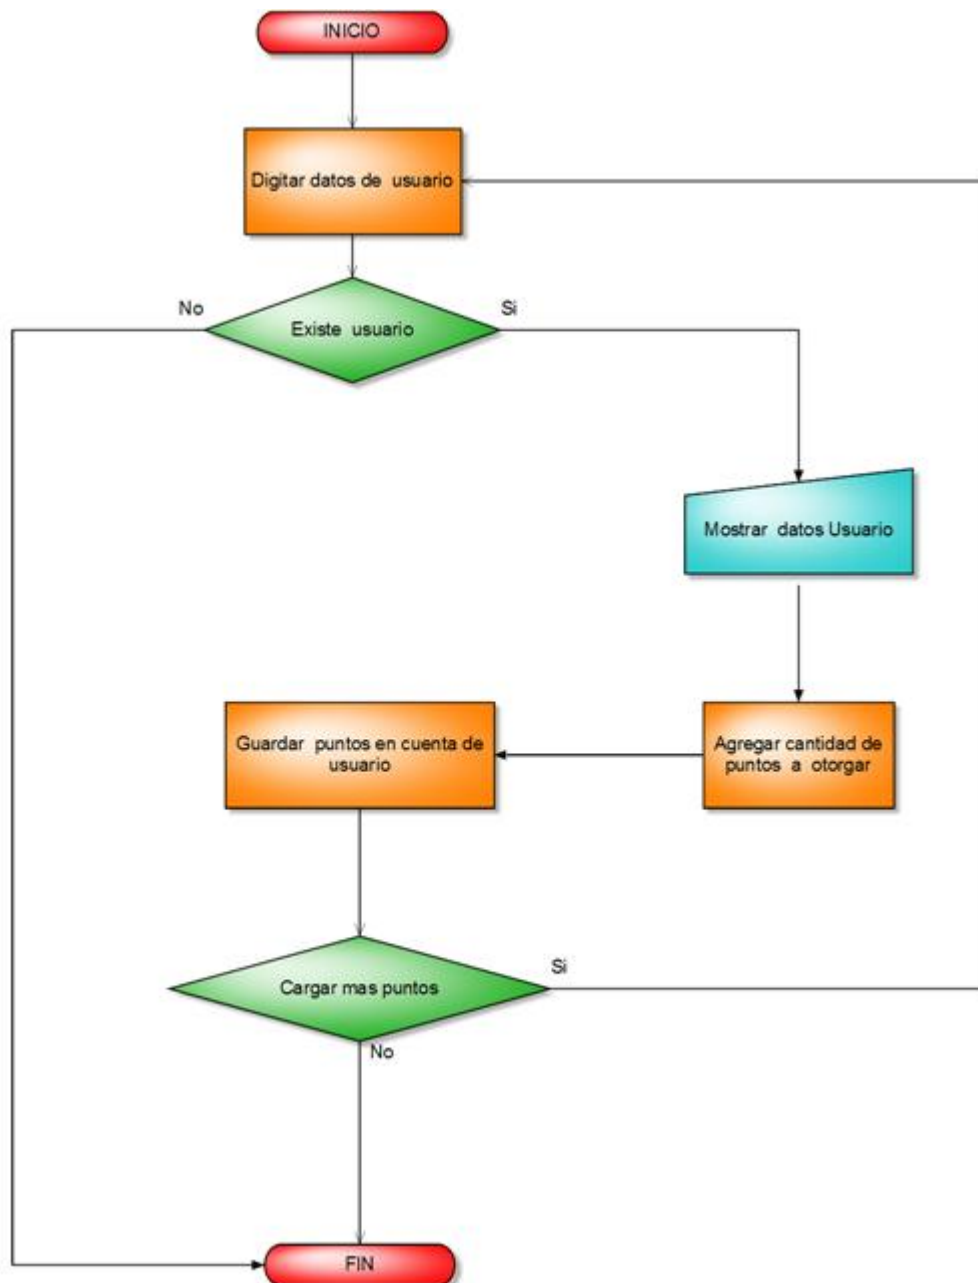 INICIO
Digitar datos de usuario
No
Si
Existe usuario
Mostrar datos Usuario
Guardar puntos en cuenta de
usuario
Agregar cantidad de
puntos a otorgar
Si
Cargar mas puntos
No
FIN